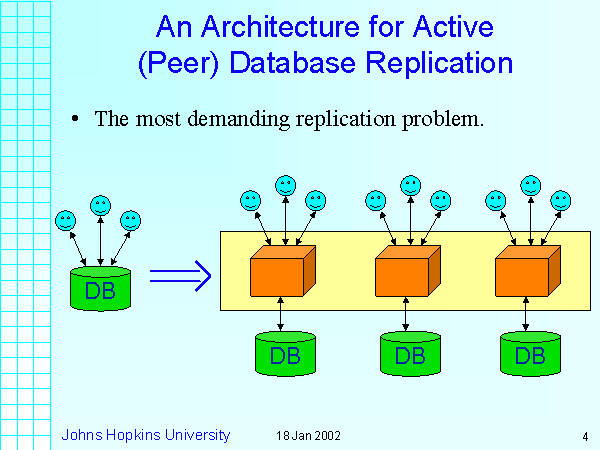 An Architecture for Active
(Peer) Database Replication
• The most demanding replication problem.
DB
DB
DB
DB
Johns Hopkins University
18 Jan 2002
4